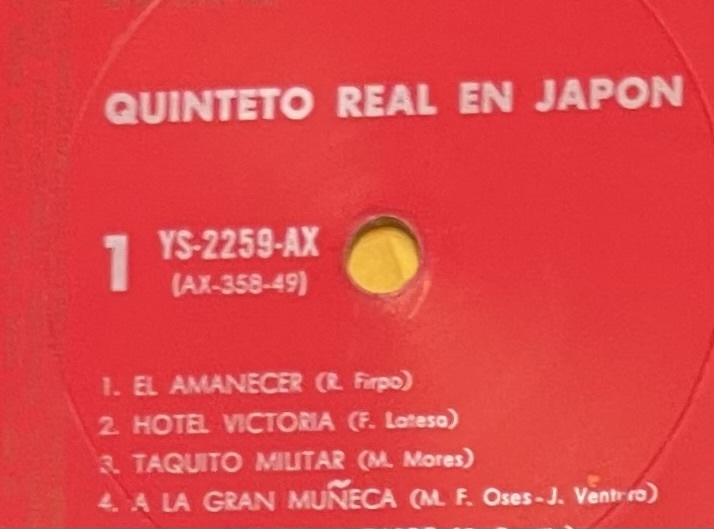 QUINTETO REAL EN JAPON
1 YS-2259-AX
(AX-358-49)
1. EL AMANECER (R. Firpo)
2. HOTEL VICTORIA (F. Latesa)
3. TAQUITO MILITAR (M. Mores)
4. A LA GRAN MUÑECA (M. F. Oses-J. Ventura)